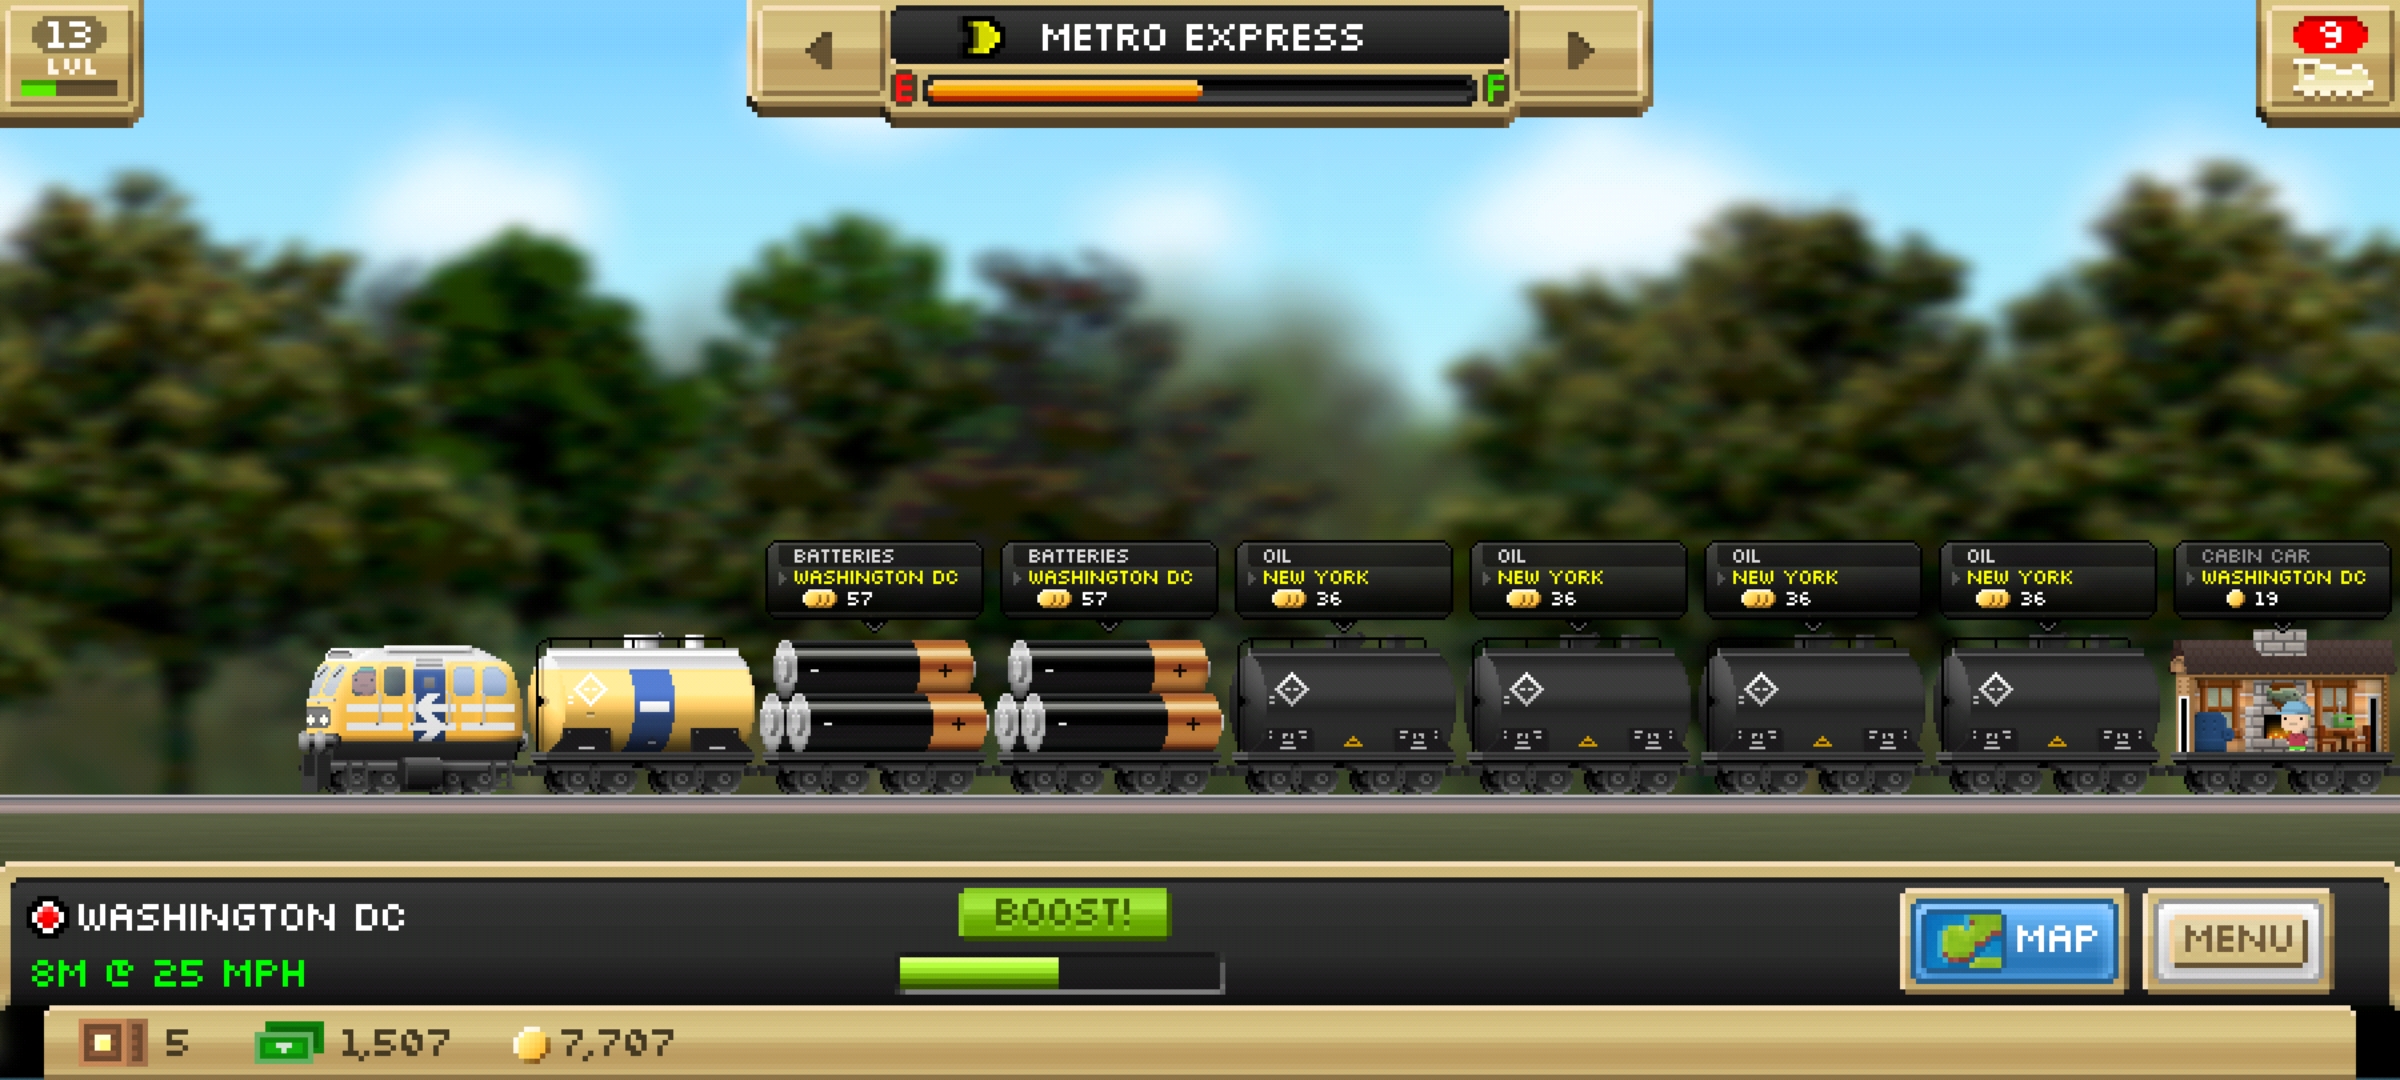 13
LVL
METRO EXPRESS
E F
9
BATTERIES
WASHINGTON DC
57
BATTERIES
WASHINGTON DC
57
OIL
NEW YORK
36
OIL
NEW YORK
36
OIL
NEW YORK
36
OIL
NEW YORK
36
CABIN CAR
WASHINGTON DC
19
- +
- +
- +
- +
WASHINGTON DC
8M @ 25 MPH
BOOST!
MAP
MENU
5
1,507
7,707